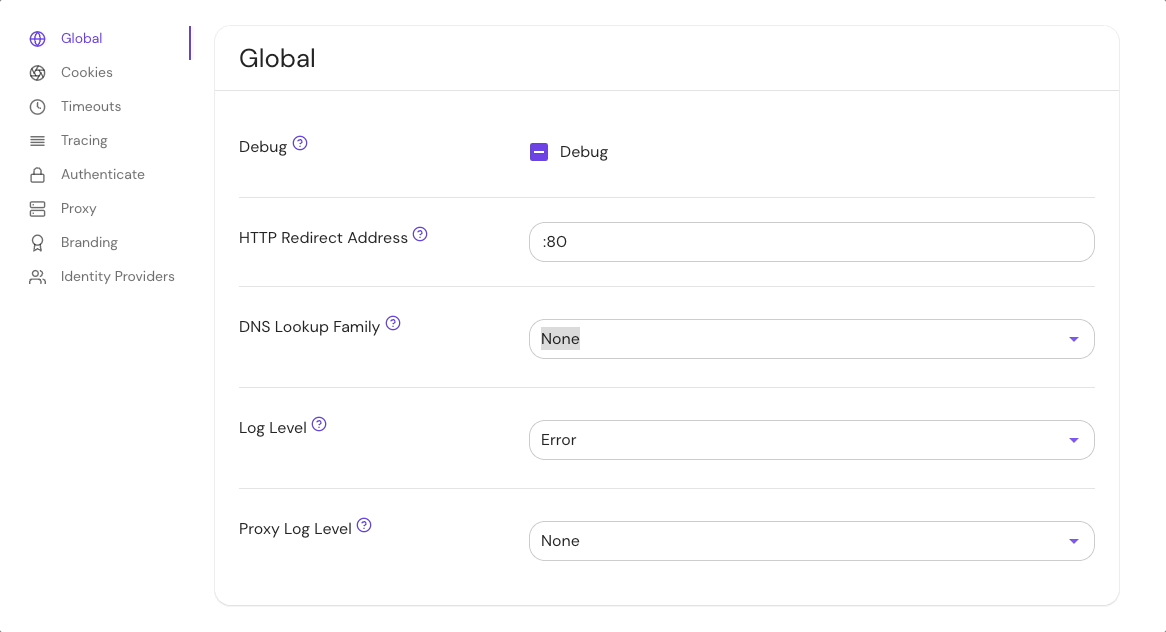 Global
Cookies
Timeouts
Tracing
Authenticate
Proxy
Branding
Identity Providers
Global
Debug
Debug
HTTP Redirect Address
:80
DNS Lookup Family
None
Log Level
Error
Proxy Log Level
None